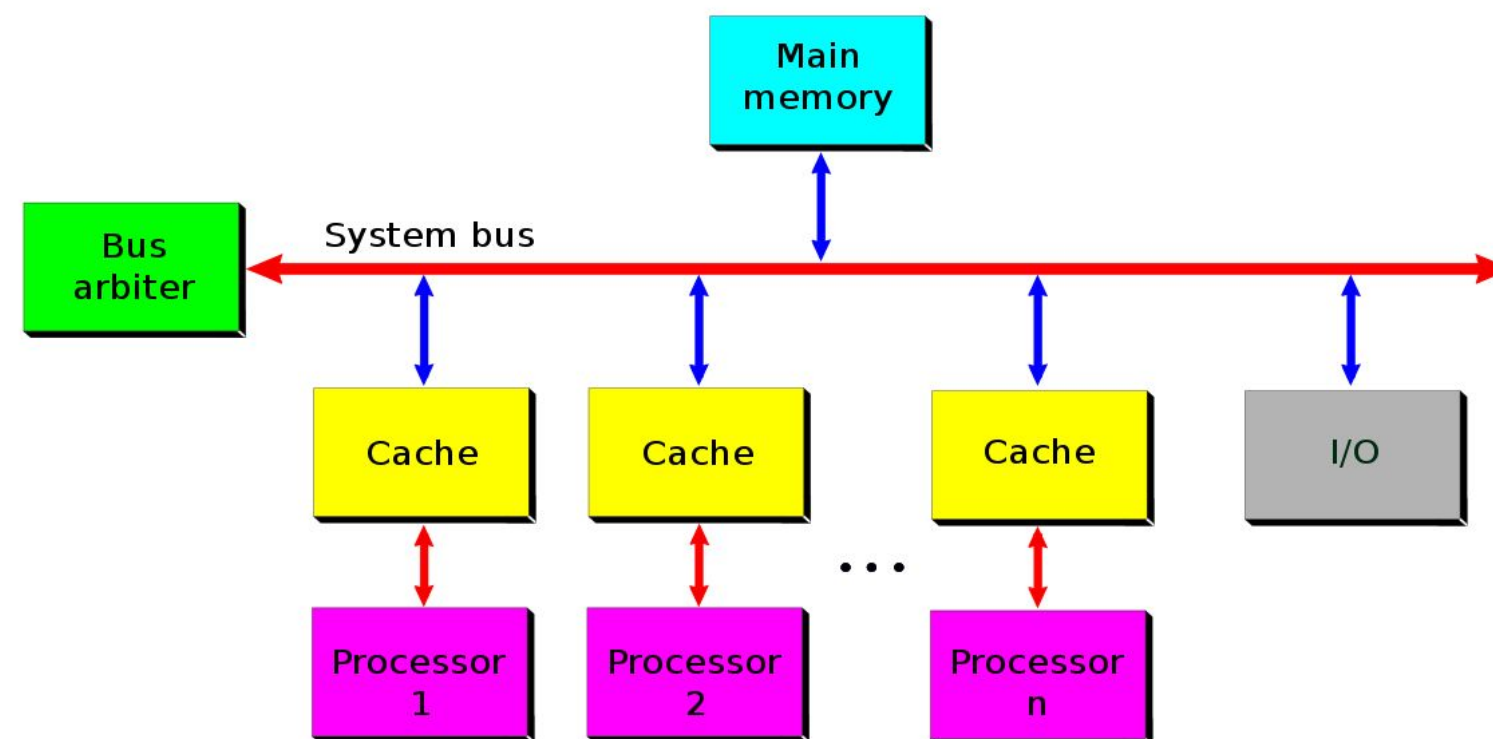 Main
memory
Bus
arbiter
System bus
Cache
Cache
Cache
I/O
...
Processor
1
Processor
2
Processor
n